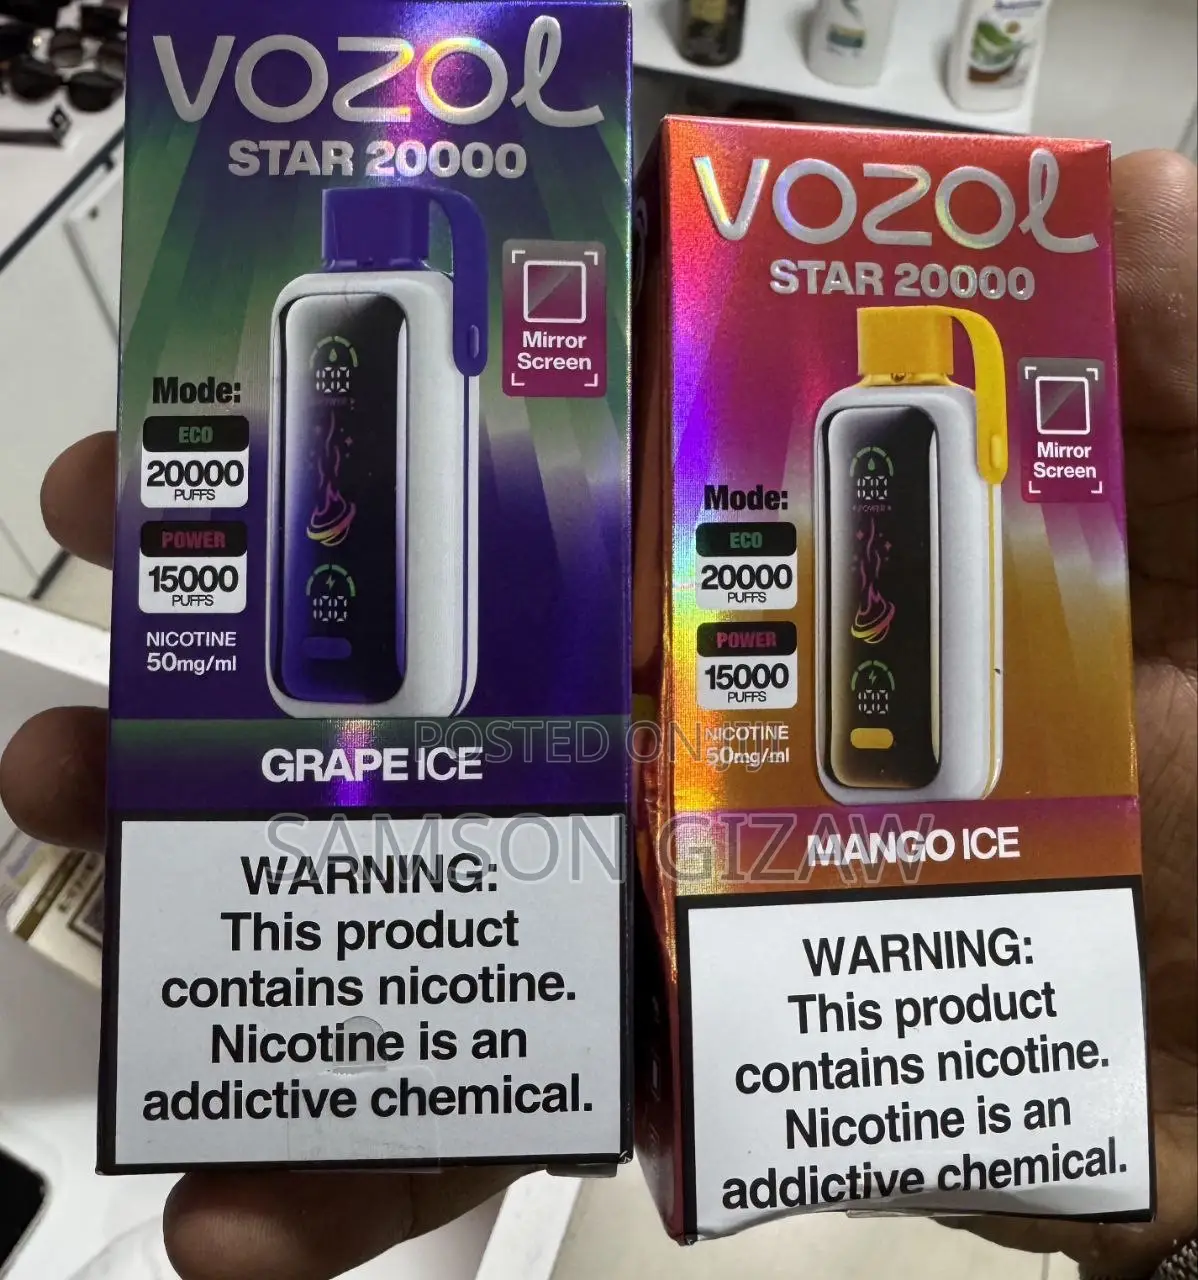 VOZOL
STAR 20000
Mirror
Screen
Mode:
ECO
20000
PUFFS
POWER
15000
PUFFS
NICOTINE
50mg/ml
GRAPE ICE
WARNING:
This product
contains nicotine.
Nicotine is an
addictive chemical.
VOZOL
STAR 20000
Mirror
Screen
Mode:
ECO
20000
PUFFS
POWER
15000
PUFFS
NICOTINE
50mg/ml
MANGO ICE
WARNING:
This product
contains nicotine.
Nicotine is an
addictive chemical.
POSTED ON JIJI
SAMSON GIZAW